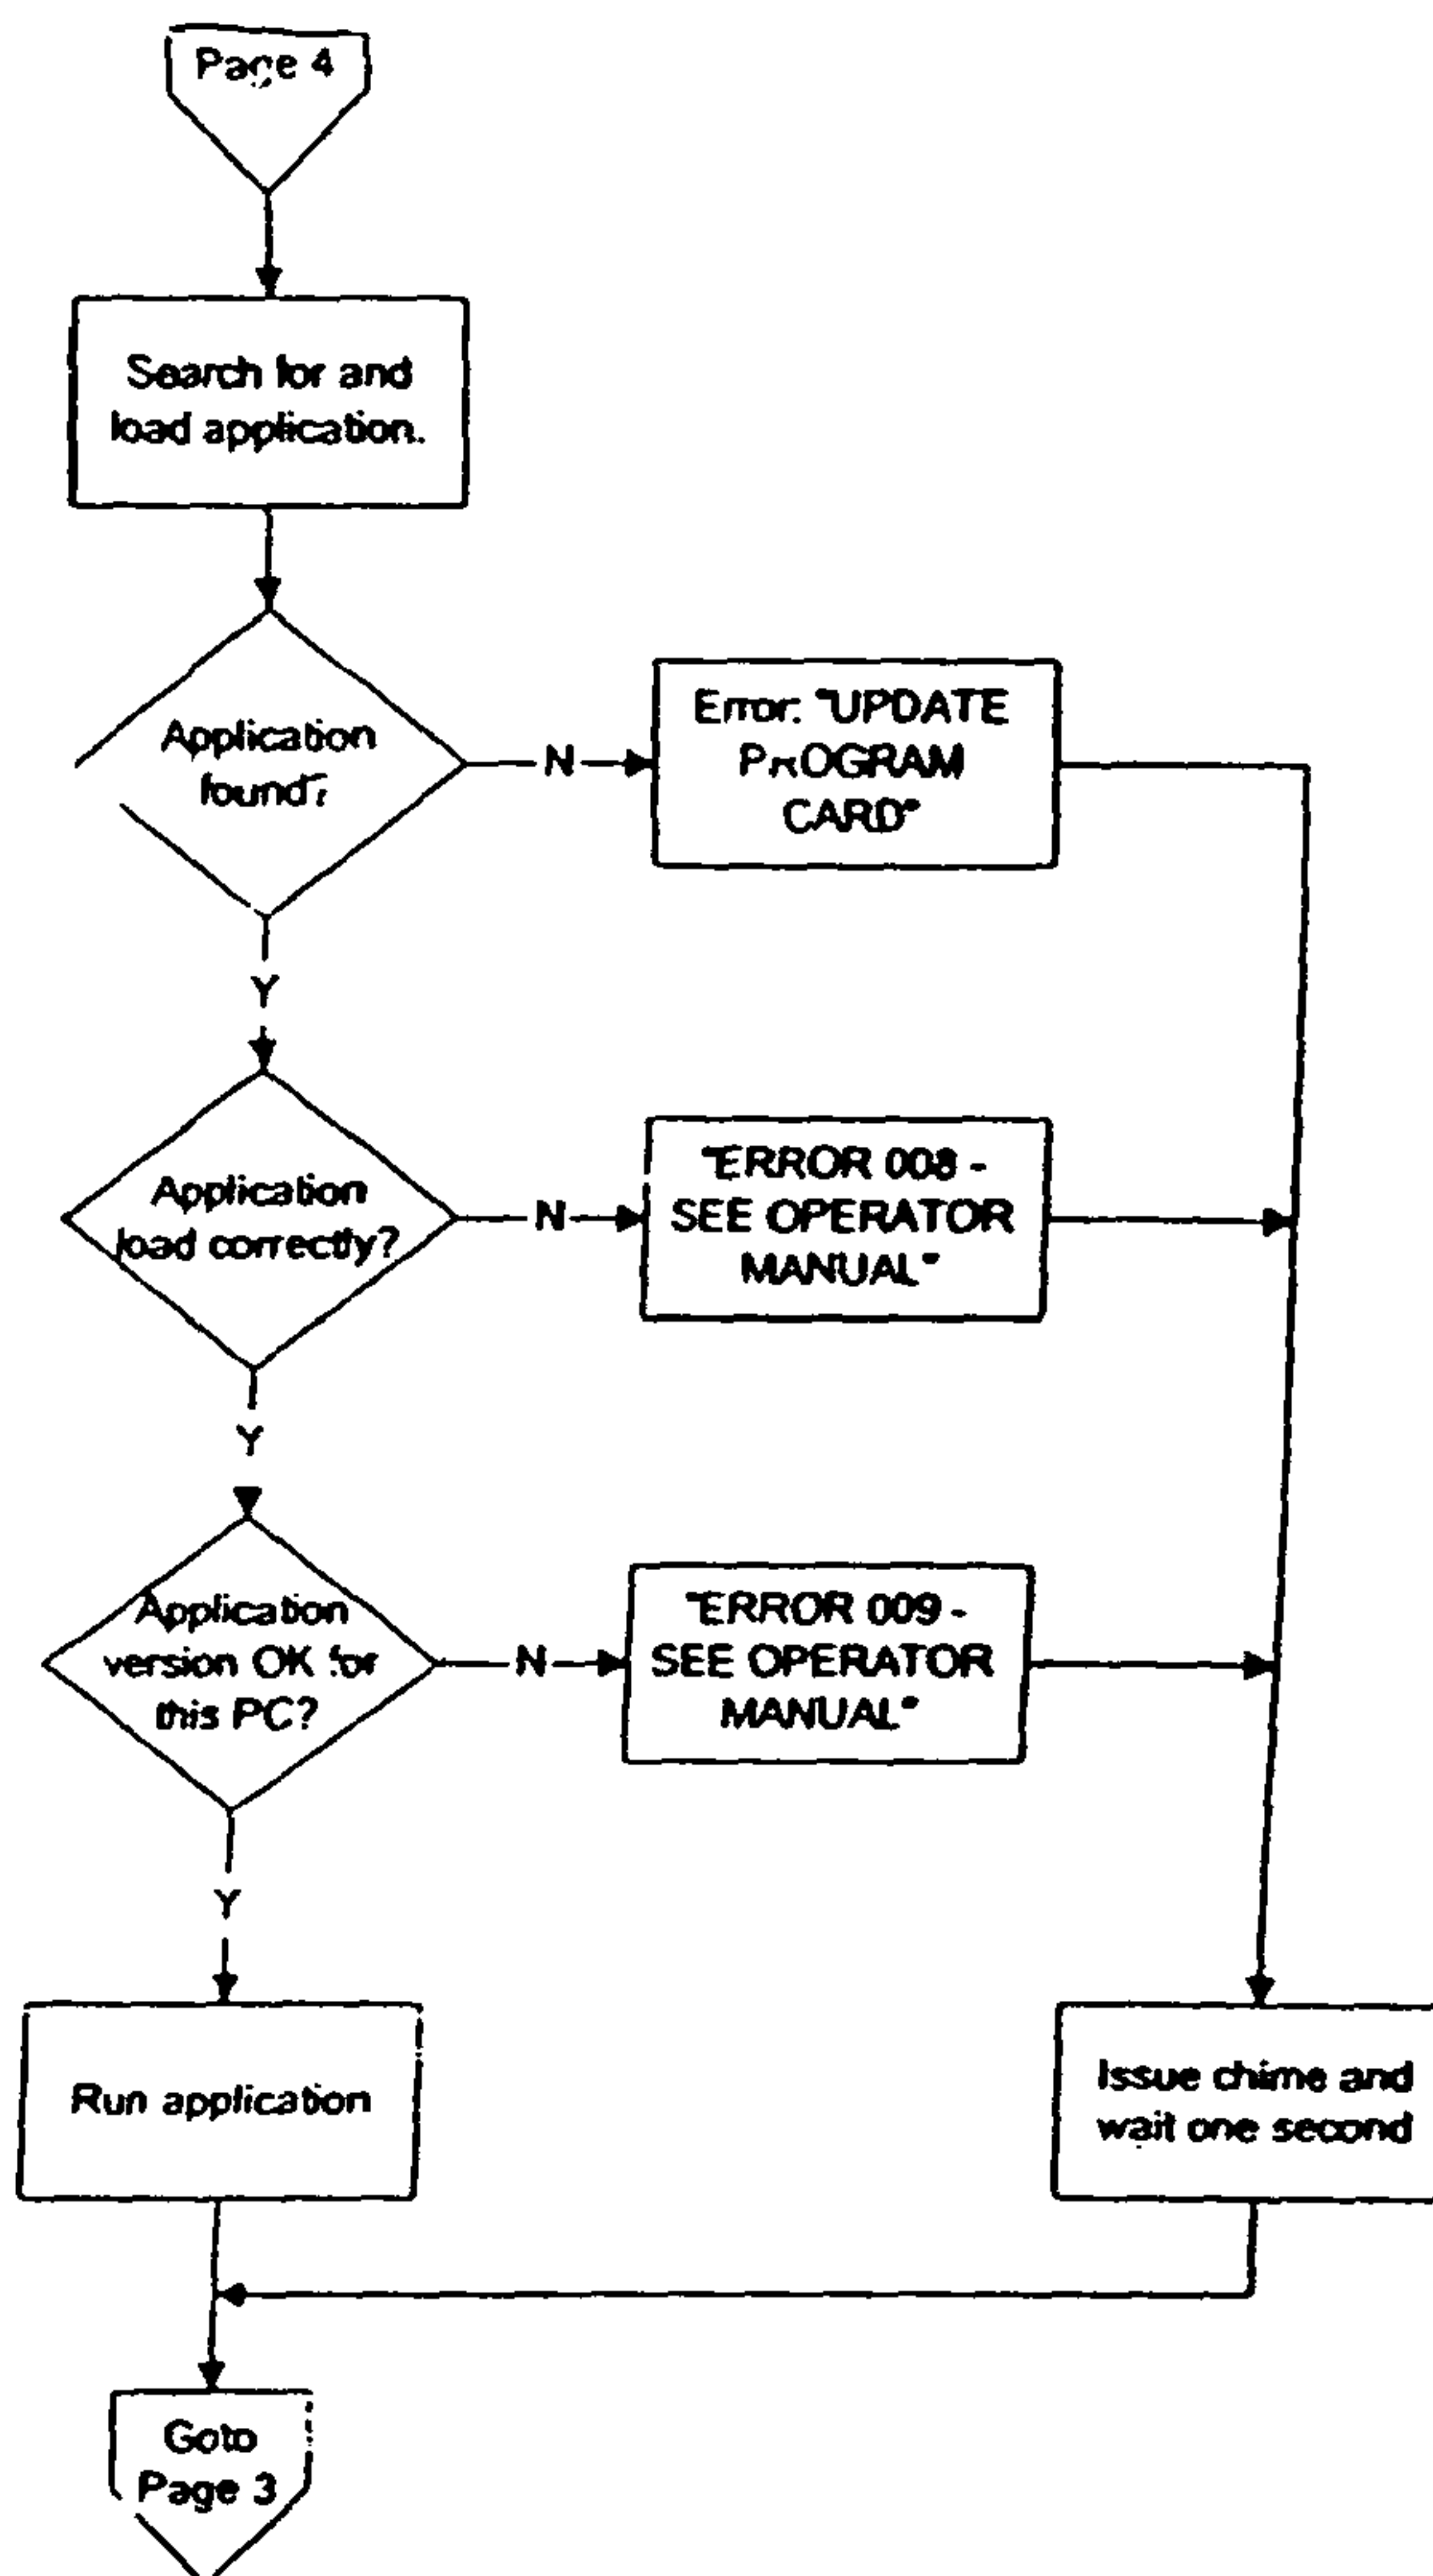 Page 4
Search for and
load application.
Application
found?
N
Error: "UPDATE
PROGRAM
CARD"
Y
Application
load correctly?
N
"ERROR 008 -
SEE OPERATOR
MANUAL"
Y
Application
version OK for
this PC?
N
"ERROR 009 -
SEE OPERATOR
MANUAL"
Y
Run application
Issue chime and
wait one second
Goto
Page 3